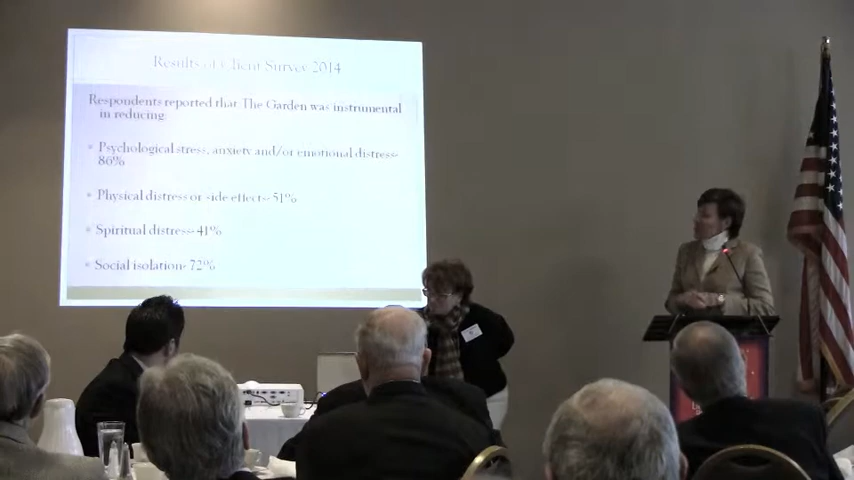 Results of Client Survey 2014
Respondents reported that The Garden was instrumental
in reducing:
Psychological stress, anxiety and/or emotional distress-
86%
Physical distress or side effects- 51%
Spiritual distress- 41%
Social isolation- 72%